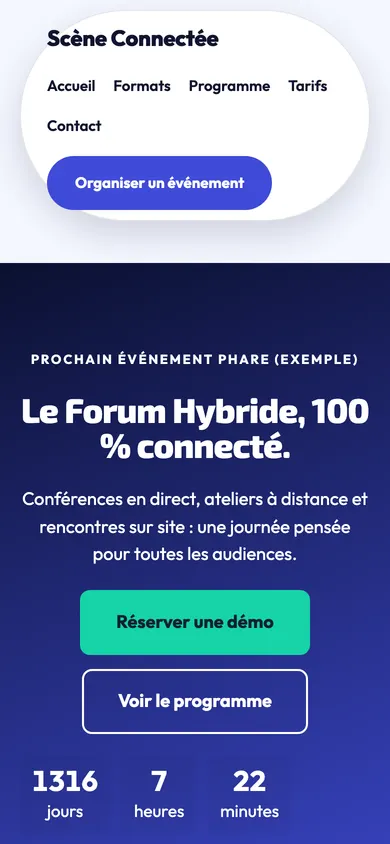 Scène Connectée
Accueil Formats Programme Tarifs
Contact
Organiser un événement
PROCHAIN ÉVÉNEMENT PHARE (EXEMPLE)
Le Forum Hybride, 100
% connecté.
Conférences en direct, ateliers à distance et
rencontres sur site : une journée pensée
pour toutes les audiences.
Réserver une démo
Voir le programme
1316 7 22
jours heures minutes